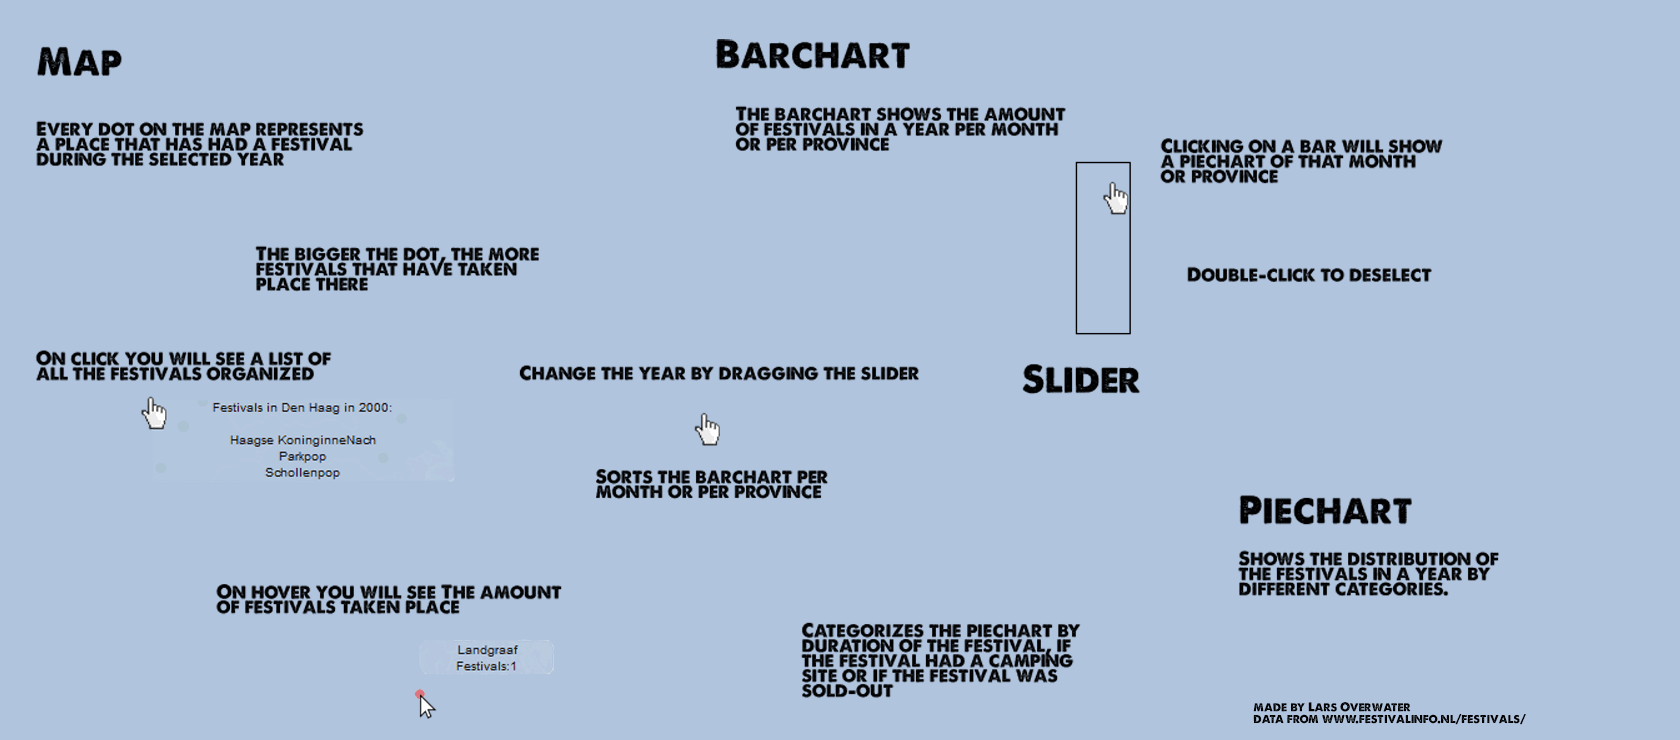 Map
Every dot on the map represents
a place that has had a festival
during the selected year
The bigger the dot, the more
festivals that have taken
place there
On click you will see a list of
all the festivals organized
Festivals in Den Haag in 2000:
Haagse KoninginneNach
Parkpop
Schollenpop
On hover you will see The amount
of festivals taken place
Landgraaf
Festivals:1
Barchart
The barchart shows the amount
of festivals in a year per month
or per province
Clicking on a bar will show
a piechart of that month
or province
Double-click to deselect
Slider
Change the year by dragging the slider
Sorts the barchart per
month or per province
Piechart
Shows the distribution of
the festivals in a year by
different categories.
Categorizes the piechart by
duration of the festival, if
the festival had a camping
site or if the festival was
sold-out
made by Lars Overwater
data from www.festivalinfo.nl/festivals/